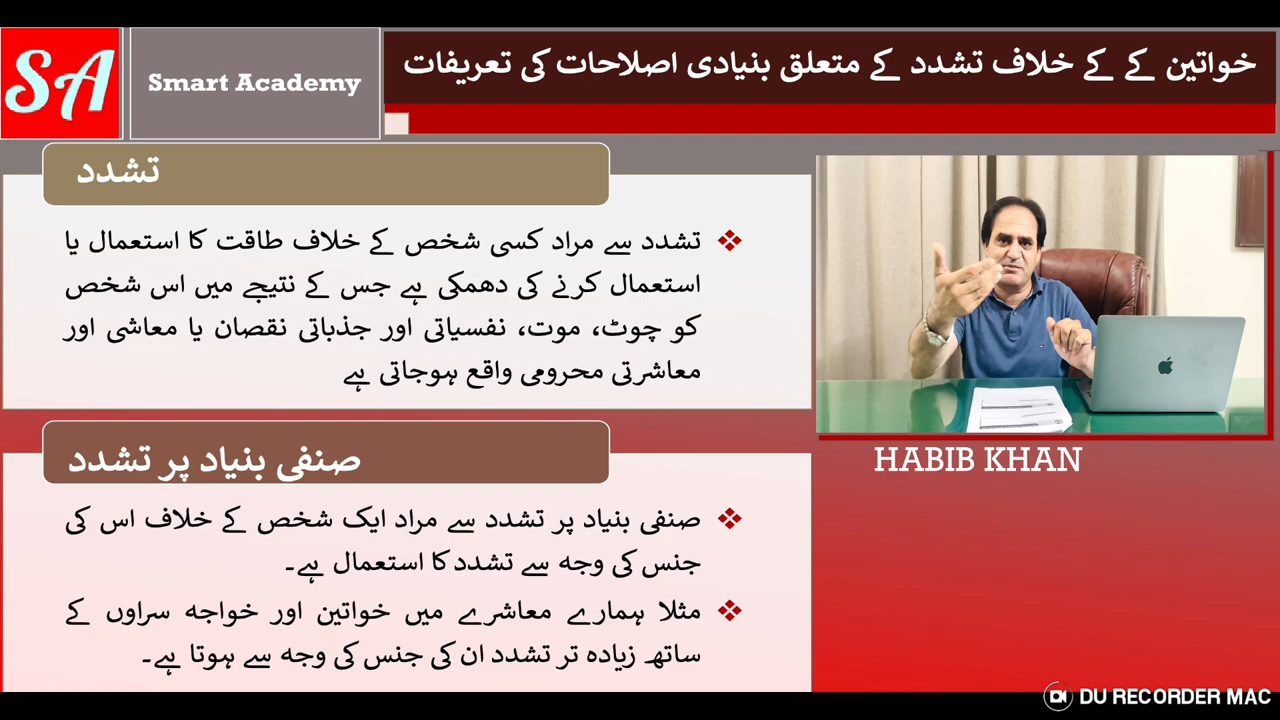 SA
Smart Academy
خواتین کے کے خلاف تشدد کے متعلق بنیادی اصلاحات کی تعریفات
تشدد
تشدد سے مراد کسی شخص کے خلاف طاقت کا استعمال یا
استعمال کرنے کی دھمکی ہے جس کے نتیجے میں اس شخص
کو چوٹ، موت، نفسیاتی اور جذباتی نقصان یا معاشی اور
معاشرتی محرومی واقع ہوجاتی ہے
صنفی بنیاد پر تشدد
صنفی بنیاد پر تشدد سے مراد ایک شخص کے خلاف اس کی
جنس کی وجہ سے تشدد کا استعمال ہے۔
مثلا ہمارے معاشرے میں خواتین اور خواجہ سراوں کے
ساتھ زیادہ تر تشدد ان کی جنس کی وجہ سے ہوتا ہے۔
HABIB KHAN
DU RECORDER MAC